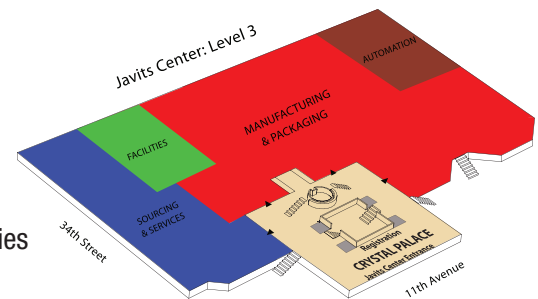 Javits Center: Level 3
AUTOMATION
MANUFACTURING
& PACKAGING
FACILITIES
SOURCING
& SERVICES
ies
34th Street
Registration
CRYSTAL PALACE
Javits Center Entrance
11th Avenue